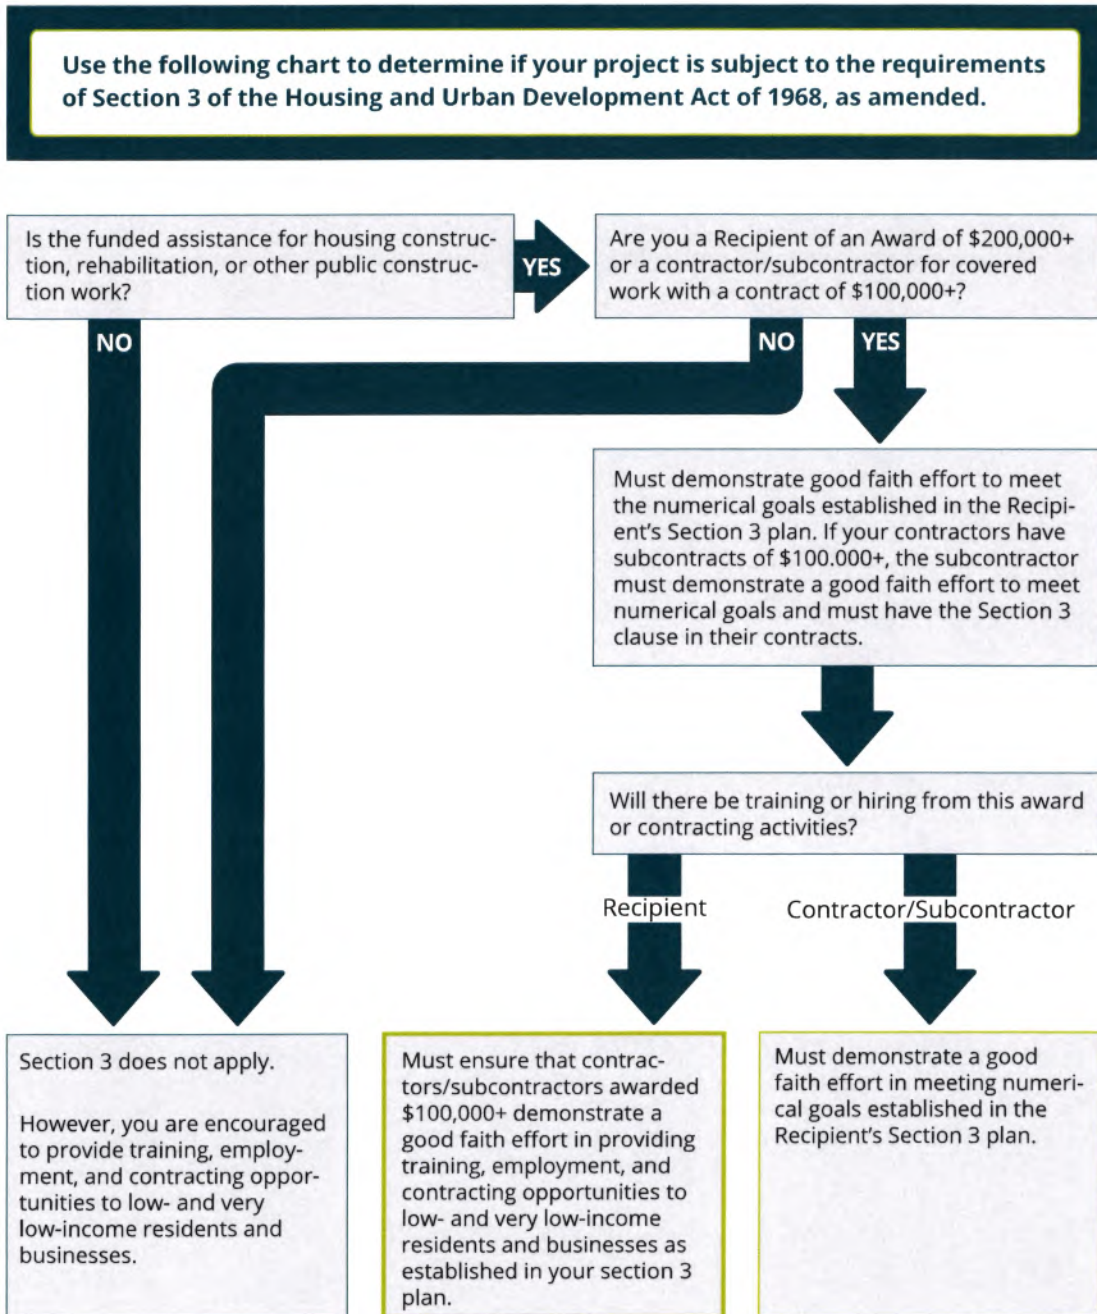 Use the following chart to determine if your project is subject to the requirements
of Section 3 of the Housing and Urban Development Act of 1968, as amended.
Is the funded assistance for housing construc-
tion, rehabilitation, or other public construc-
tion work?
YES
Are you a Recipient of an Award of $200,000+
or a contractor/subcontractor for covered
work with a contract of $100,000+?
NO
NO
YES
Must demonstrate good faith effort to meet
the numerical goals established in the Recipi-
ent's Section 3 plan. If your contractors have
subcontracts of $100.000+, the subcontractor
must demonstrate a good faith effort to meet
numerical goals and must have the Section 3
clause in their contracts.
Will there be training or hiring from this award
or contracting activities?
Recipient
Contractor/Subcontractor
Section 3 does not apply.
However, you are encouraged
to provide training, employ-
ment, and contracting oppor-
tunities to low- and very
low-income residents and
businesses.
Must ensure that contrac-
tors/subcontractors awarded
$100,000+ demonstrate a
good faith effort in providing
training, employment, and
contracting opportunities to
low- and very low-income
residents and businesses as
established in your section 3
plan.
Must demonstrate a good
faith effort in meeting numeri-
cal goals established in the
Recipient's Section 3 plan.